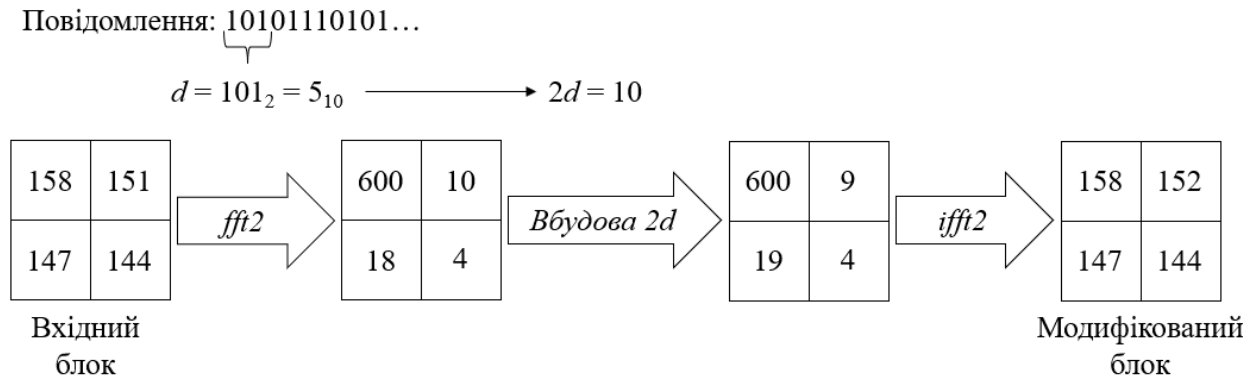 Повідомлення: 10101110101…
d = 101₂ = 5₁₀ 2d = 10
158 151 600 10 600 9 158 152
fft2 Вбудова 2d ifft2
147 144 18 4 19 4 147 144
Вхідний Модифікований
блок блок